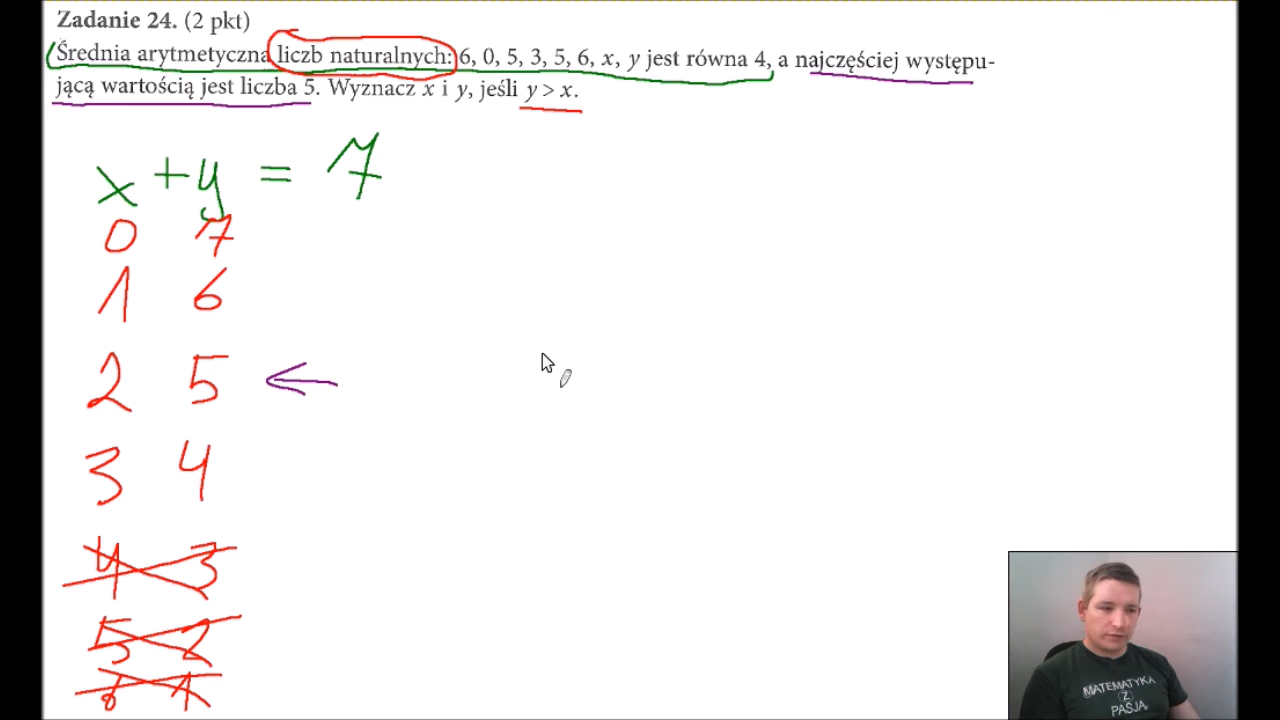 Zadanie 24. (2 pkt)
Średnia arytmetyczna liczb naturalnych: 6, 0, 5, 3, 5, 6, x, y jest równa 4, a najczęściej występu-
jącą wartością jest liczba 5. Wyznacz x i y, jeśli y > x.
x + y = 7
0 7
1 6
2 5
3 4
4 3
5 2
6 1
MATEMATYKA
Z
PASJĄ